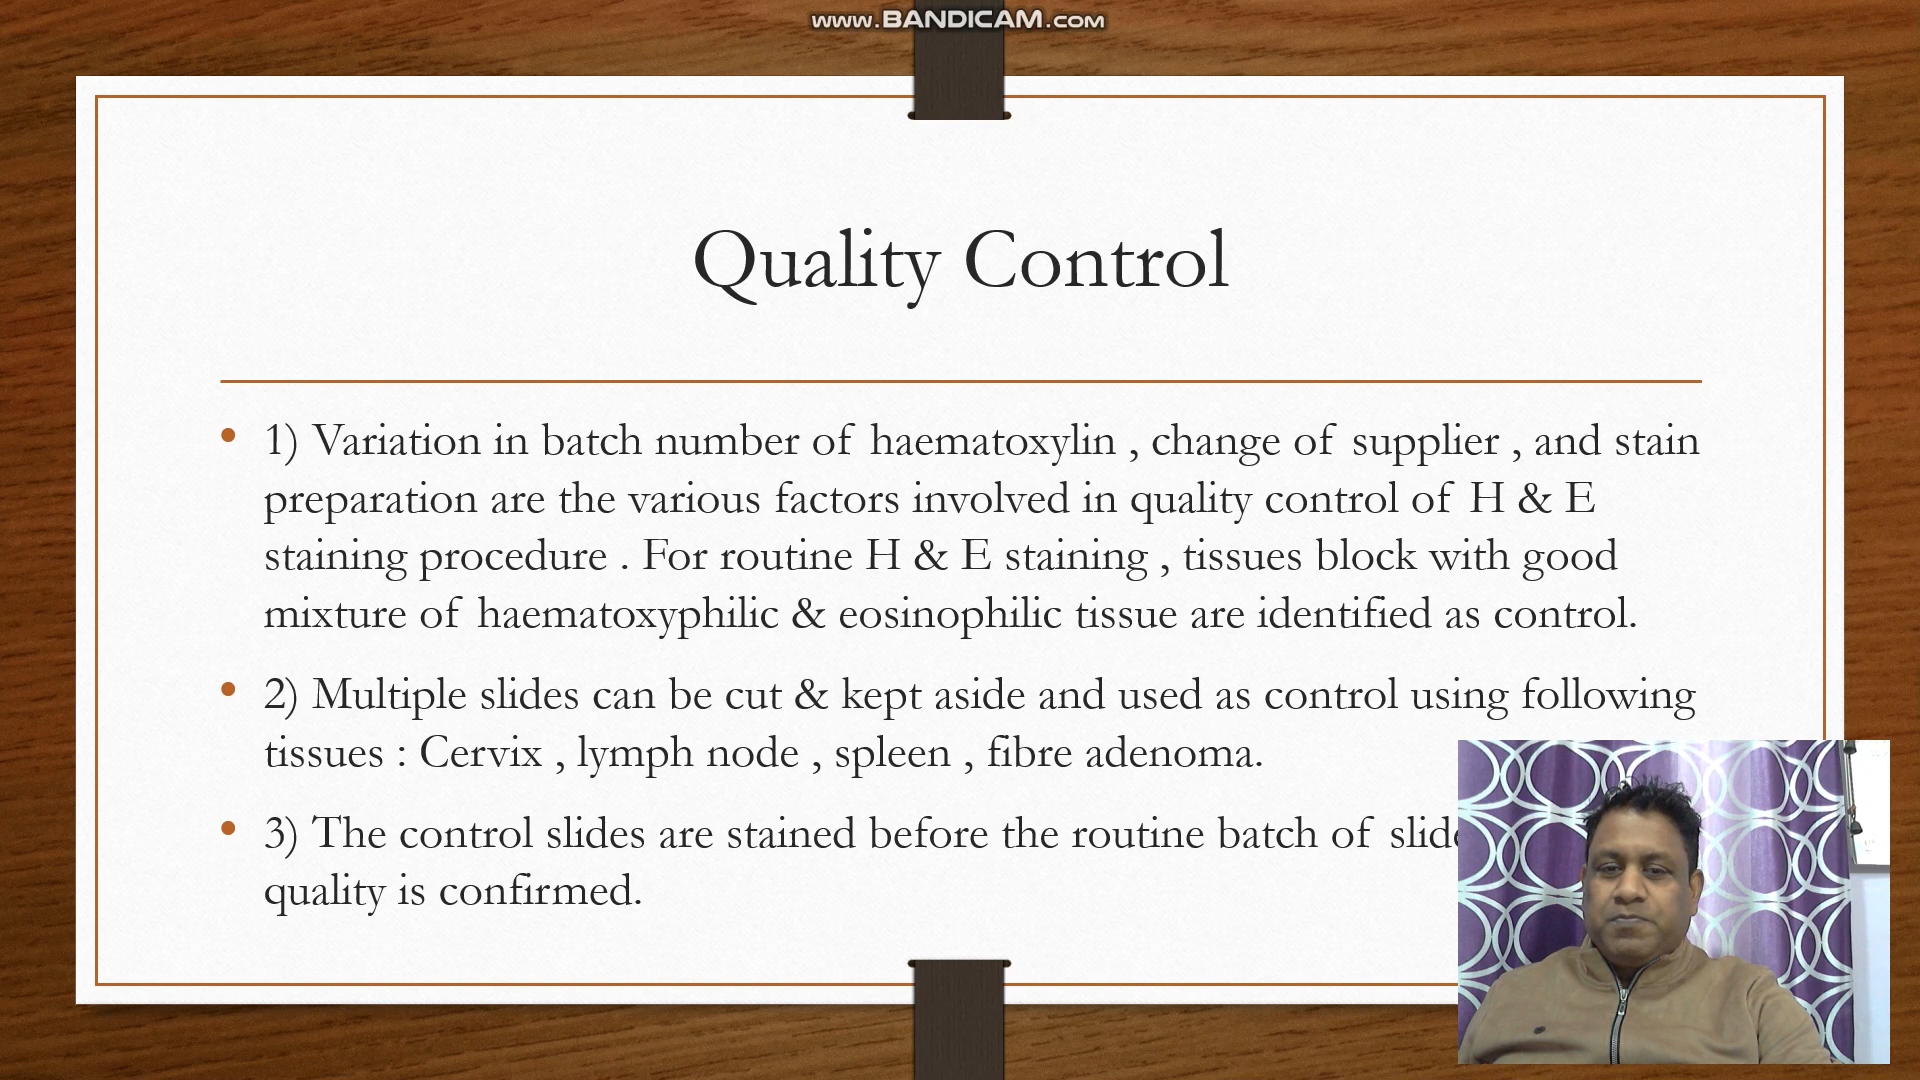 www.BANDICAM.com
Quality Control
• 1) Variation in batch number of haematoxylin , change of supplier , and stain
preparation are the various factors involved in quality control of H & E
staining procedure . For routine H & E staining , tissues block with good
mixture of haematoxyphilic & eosinophilic tissue are identified as control.
• 2) Multiple slides can be cut & kept aside and used as control using following
tissues : Cervix , lymph node , spleen , fibre adenoma.
• 3) The control slides are stained before the routine batch of
quality is confirmed.